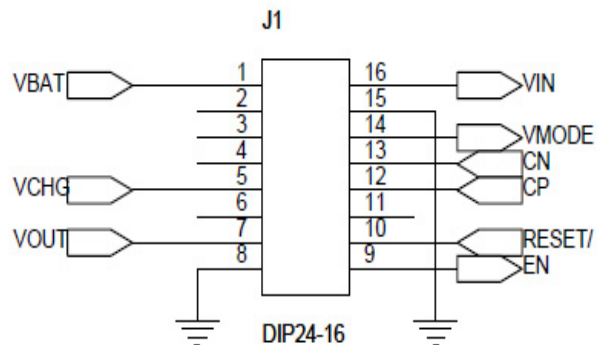 J1
VBAT 1 16 VIN
2 15
3 14 VMODE
4 13 CN
VCHG 5 12 CP
6 11
VOUT 7 10 RESET/
8 9 EN
DIP24-16